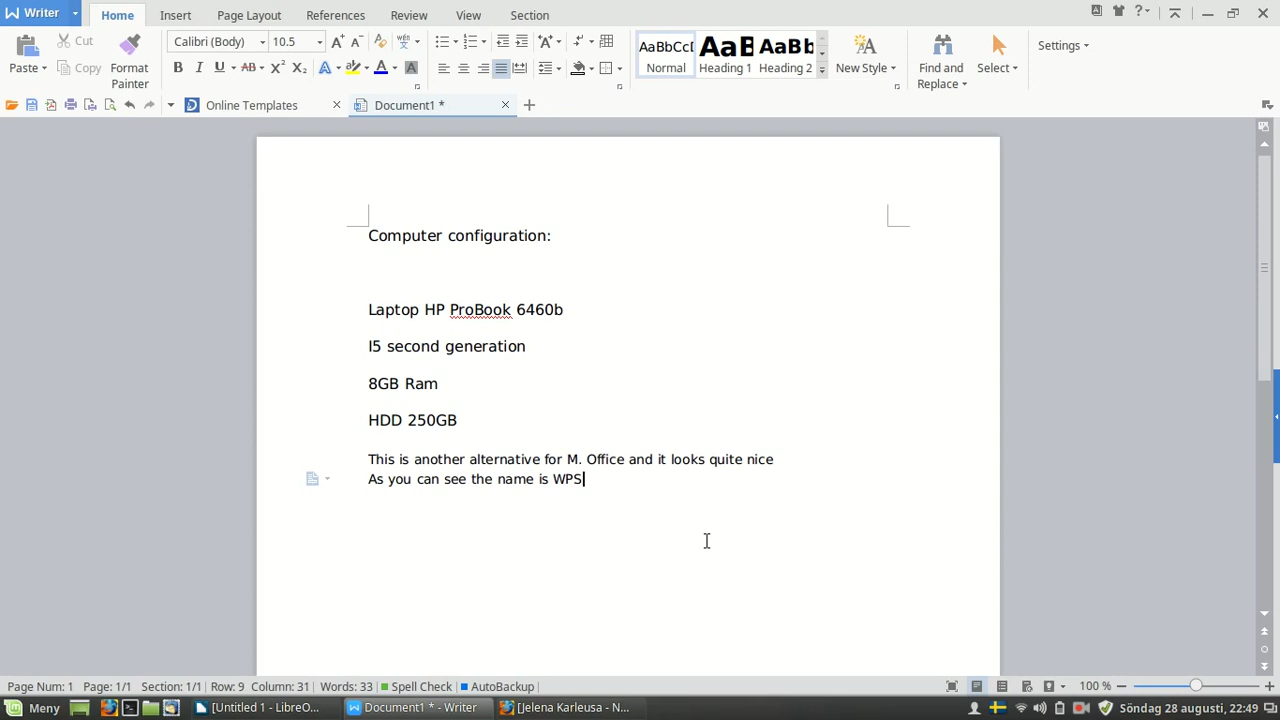 Writer
Home
Insert
Page Layout
References
Review
View
Section
Paste
Cut
Copy
Format
Painter
Calibri (Body)
10.5
B I U AB X² X₂
A
AaBbCcI
Normal
AaB
Heading 1
AaBb
Heading 2
New Style
Find and
Replace
Select
Settings
Online Templates
Document1 *
Computer configuration:
Laptop HP ProBook 6460b
I5 second generation
8GB Ram
HDD 250GB
This is another alternative for M. Office and it looks quite nice
As you can see the name is WPS
Page Num: 1 Page: 1/1 Section: 1/1 Row: 9 Column: 31 Words: 33 Spell Check AutoBackup 100 %
Meny [Untitled 1 - LibreO... Document1 * - Writer [Jelena Karleusa - N... Söndag 28 augusti, 22:49